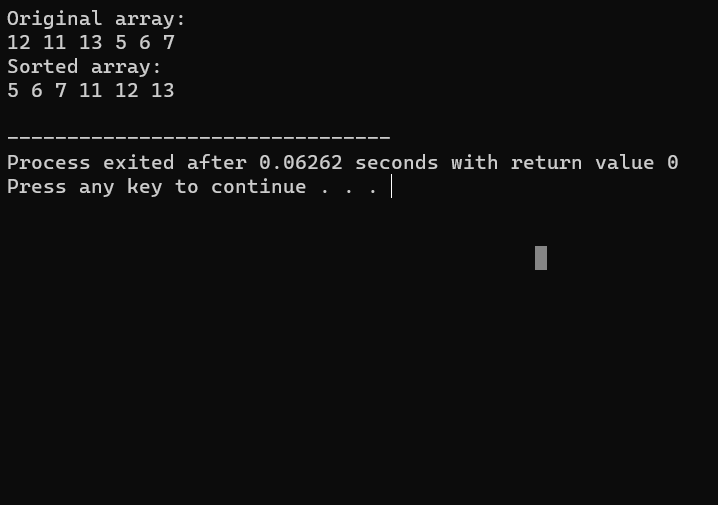 Original array:
12 11 13 5 6 7
Sorted array:
5 6 7 11 12 13
--------------------------------
Process exited after 0.06262 seconds with return value 0
Press any key to continue . . .